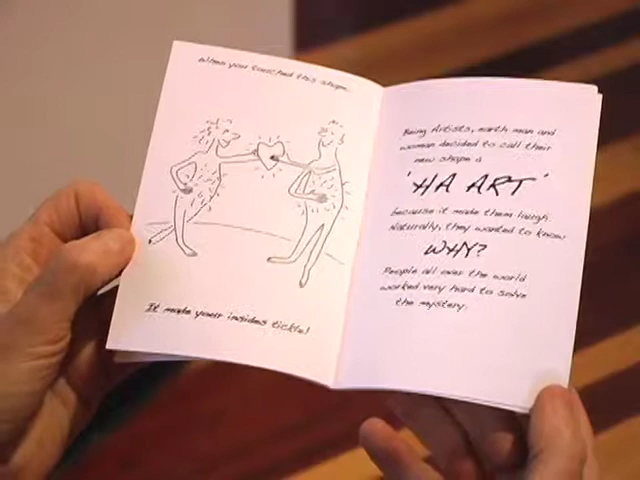 When you touched this shape...
It made your insides tickle!
Being Artists, earth man and
woman decided to call their
new shape a
'HA ART'
because it made them laugh.
Naturally, they wanted to know
WHY?
People all over the world
worked very hard to solve
the mystery.